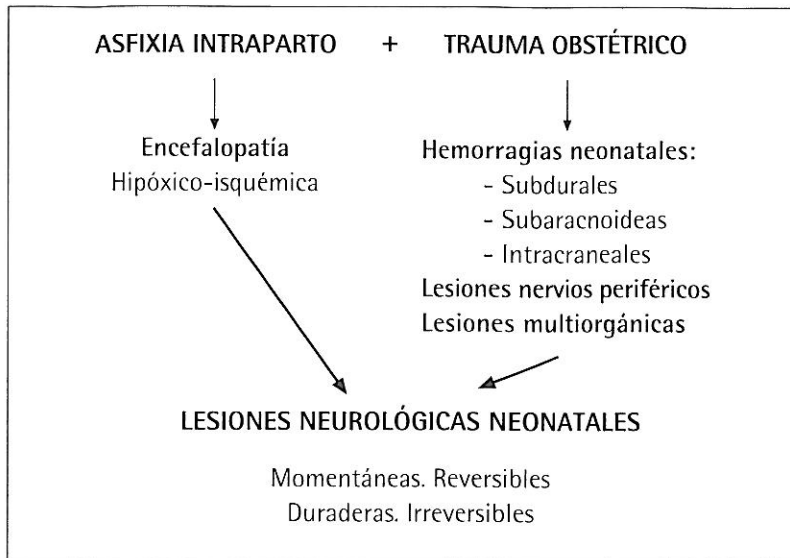 ASFIXIA INTRAPARTO + TRAUMA OBSTÉTRICO
Encefalopatía
Hipóxico-isquémica
Hemorragias neonatales:
- Subdurales
- Subaracnoideas
- Intracraneales
Lesiones nervios periféricos
Lesiones multiorgánicas
LESIONES NEUROLÓGICAS NEONATALES
Momentáneas. Reversibles
Duraderas. Irreversibles